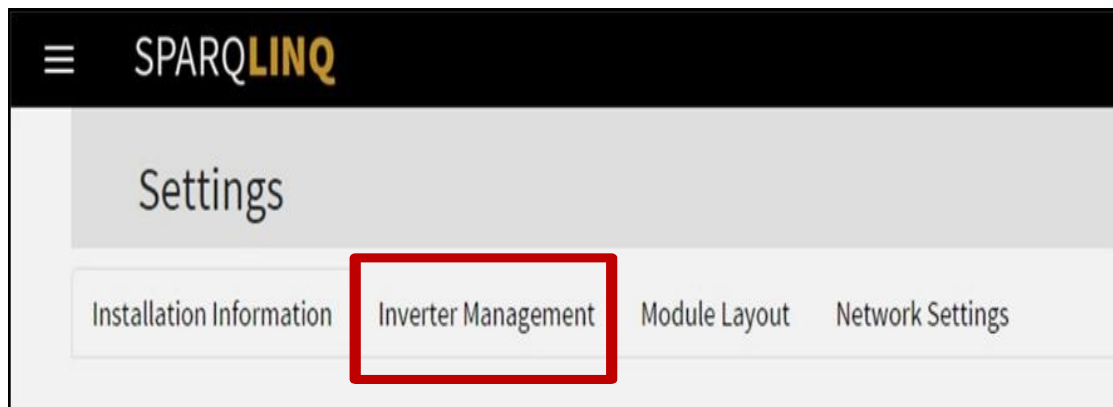 SPARQLINQ
Settings
Installation Information Inverter Management Module Layout Network Settings